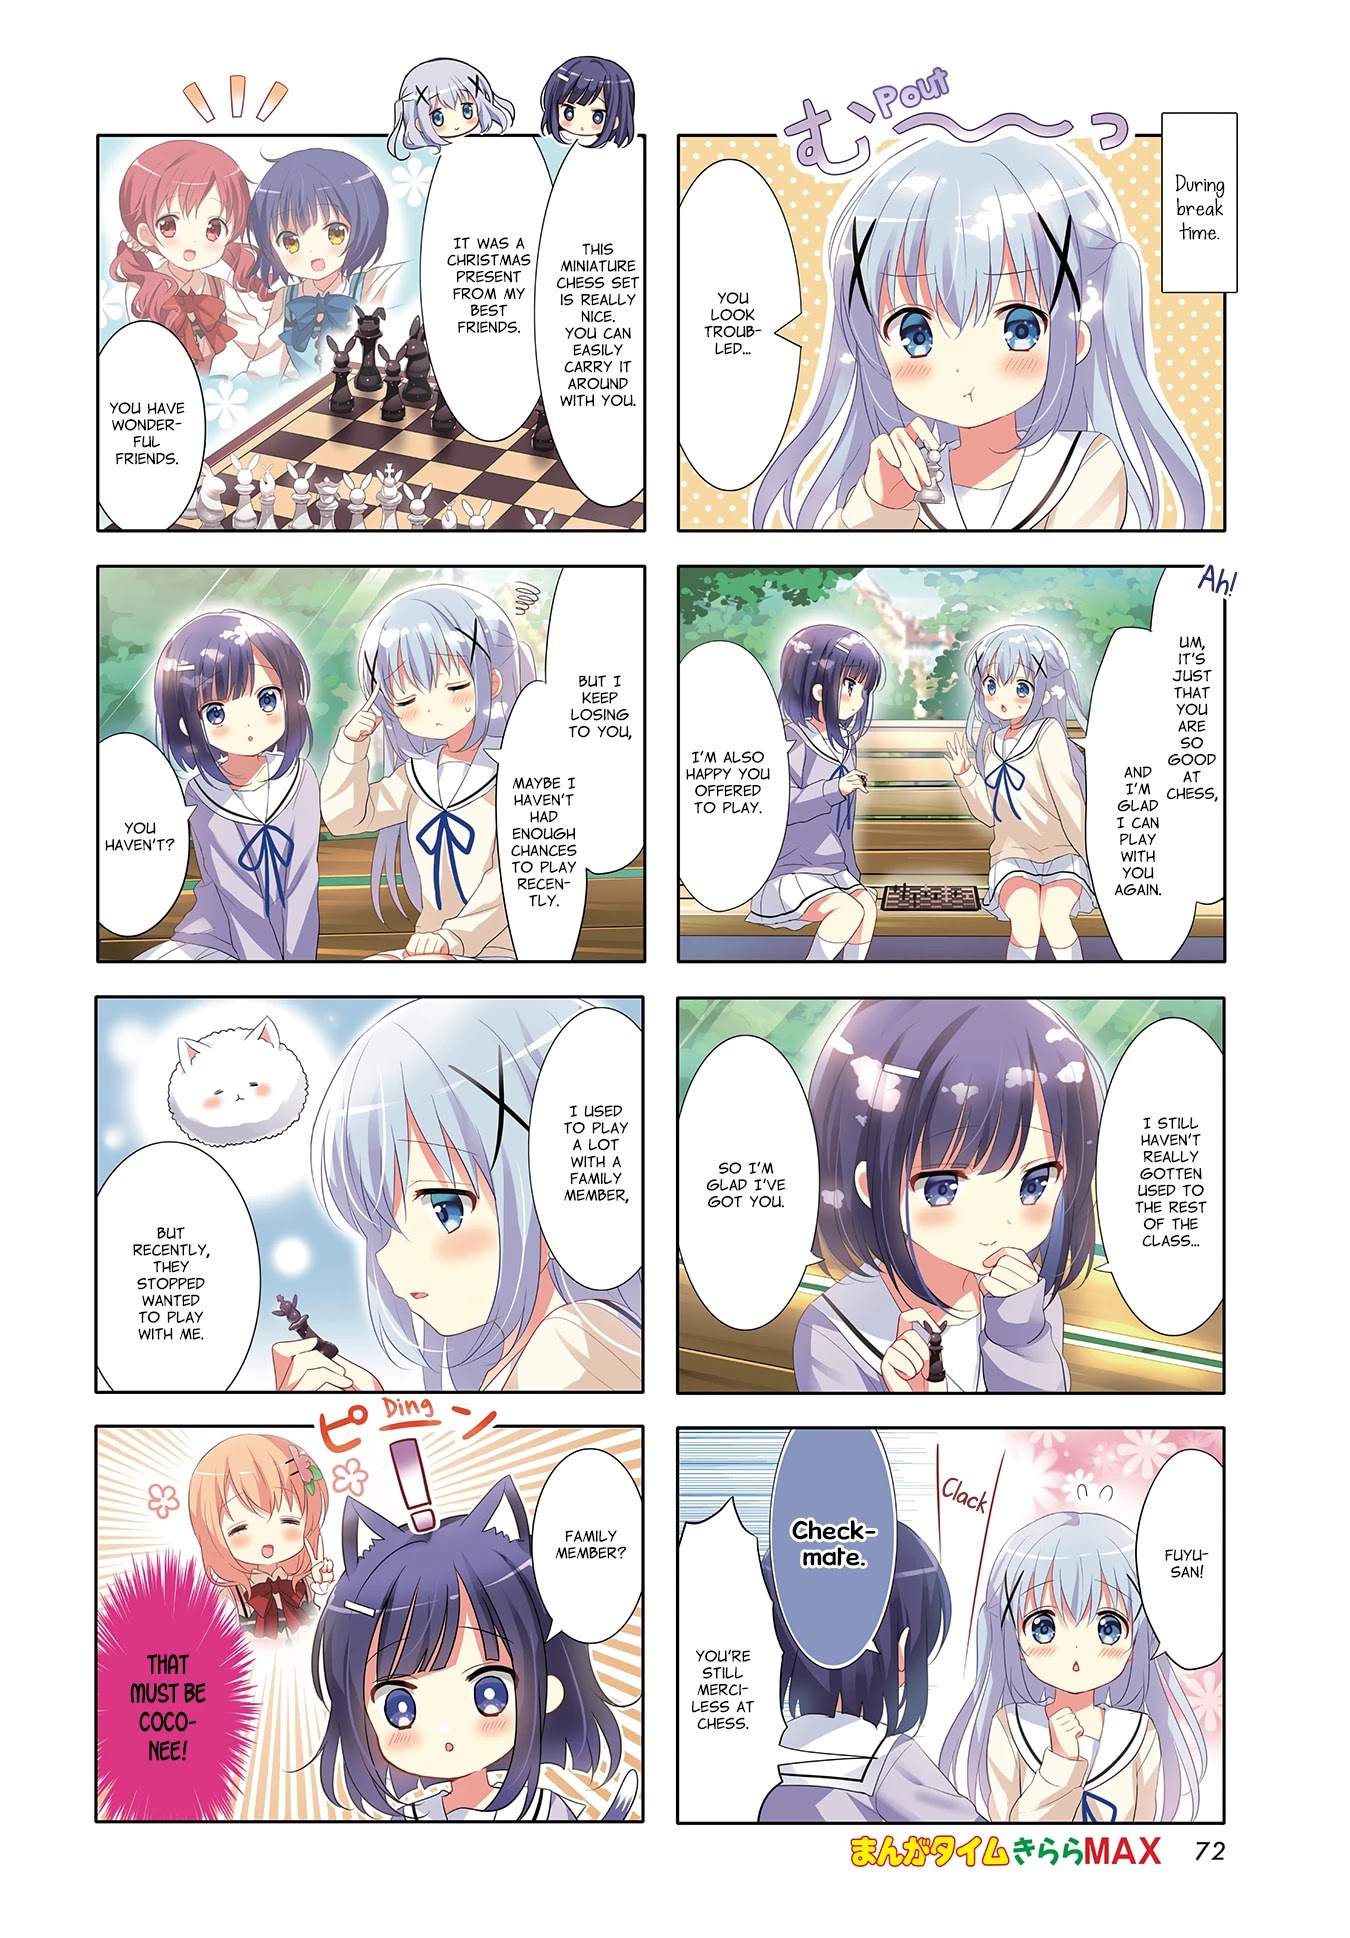 During
break
time.
む〜〜っ
Pout
YOU
LOOK
TROUB-
LED...
Ah!
UM,
IT'S
JUST
THAT
YOU
ARE
SO
GOOD
AT
CHESS,
AND
I'M
GLAD
I CAN
PLAY
WITH
YOU
AGAIN.
I'M ALSO
HAPPY YOU
OFFERED
TO PLAY.
I STILL
HAVEN'T
REALLY
GOTTEN
USED TO
THE REST
OF THE
CLASS...
SO I'M
GLAD I'VE
GOT YOU.
FUYU-
SAN!
Clack
Check-
mate.
YOU'RE
STILL
MERCI-
LESS AT
CHESS.
THIS
MINIATURE
CHESS SET
IS REALLY
NICE.
YOU CAN
EASILY
CARRY IT
AROUND
WITH YOU.
IT WAS A
CHRISTMAS
PRESENT
FROM MY
BEST
FRIENDS.
YOU HAVE
WONDER-
FUL
FRIENDS.
BUT I
KEEP
LOSING
TO YOU,
MAYBE I
HAVEN'T
HAD
ENOUGH
CHANCES
TO PLAY
RECEN-
TLY.
YOU
HAVEN'T?
I USED
TO PLAY
A LOT
WITH A
FAMILY
MEMBER,
BUT
RECENTLY,
THEY
STOPPED
WANTED
TO PLAY
WITH ME.
ピーン
Ding
!
FAMILY
MEMBER?
THAT
MUST BE
COCO-
NEE!
まんがタイムきららMAX 72